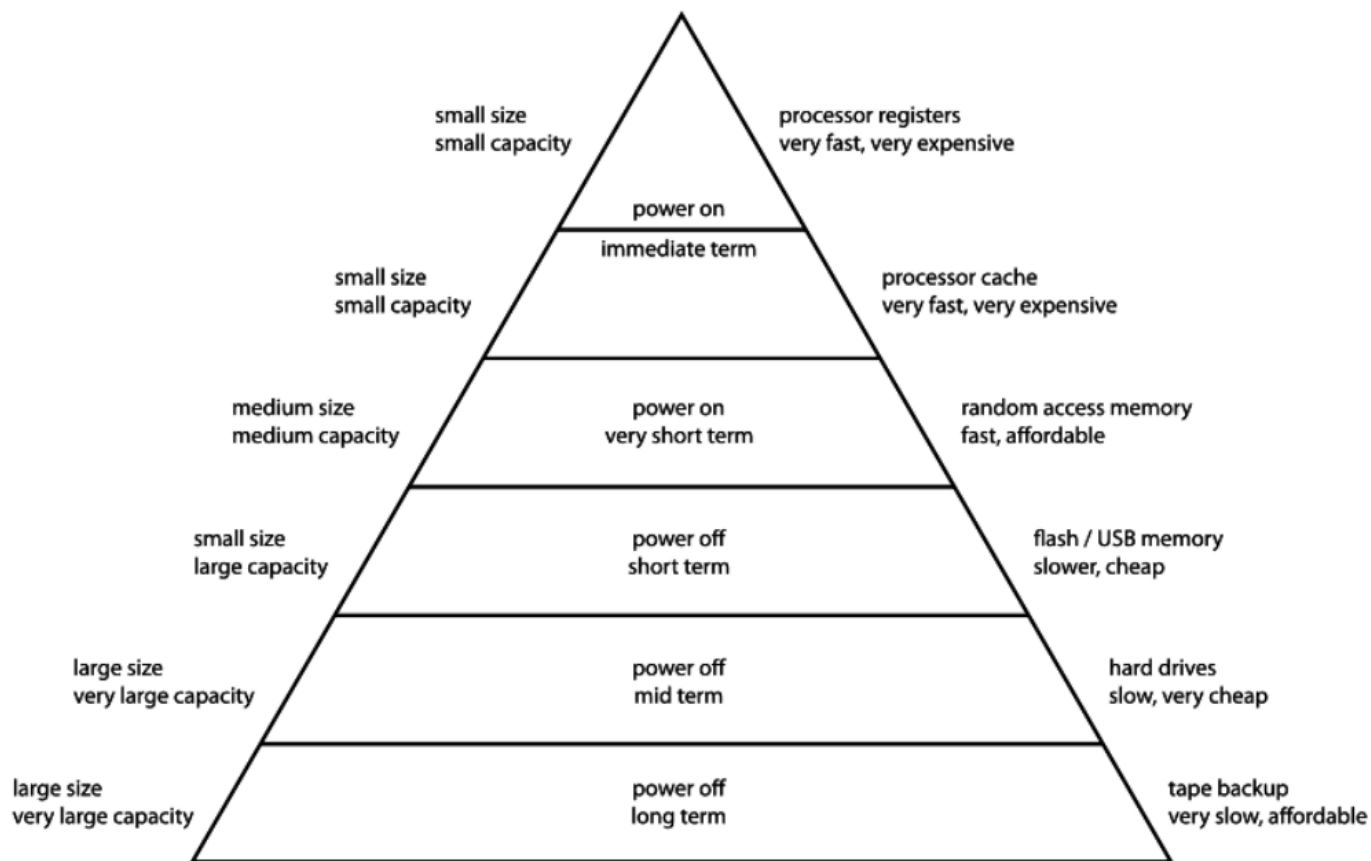 small size
small capacity
processor registers
very fast, very expensive
power on
immediate term
small size
small capacity
processor cache
very fast, very expensive
medium size
medium capacity
power on
very short term
random access memory
fast, affordable
small size
large capacity
power off
short term
flash / USB memory
slower, cheap
large size
very large capacity
power off
mid term
hard drives
slow, very cheap
large size
very large capacity
power off
long term
tape backup
very slow, affordable